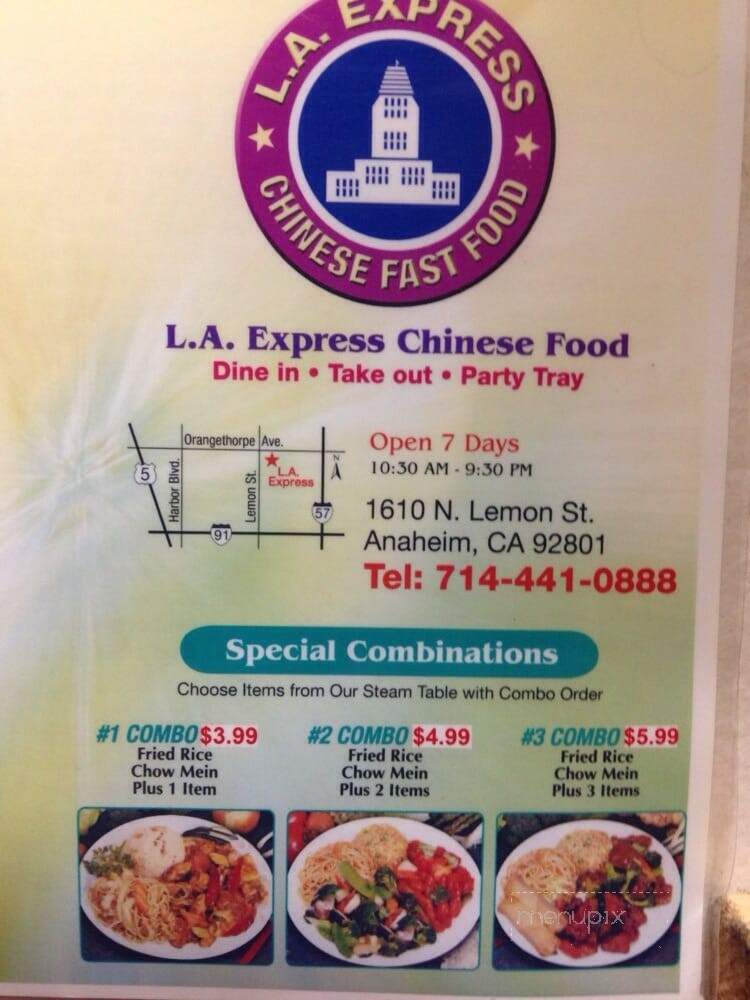 L.A. EXPRESS
CHINESE FAST FOOD
L.A. Express Chinese Food
Dine in • Take out • Party Tray
Orangethorpe Ave.
5
Harbor Blvd.
Lemon St.
L.A.
Express
N
57
91
Open 7 Days
10:30 AM - 9:30 PM
1610 N. Lemon St.
Anaheim, CA 92801
Tel: 714-441-0888
Special Combinations
Choose Items from Our Steam Table with Combo Order
#1 COMBO $3.99
Fried Rice
Chow Mein
Plus 1 Item
#2 COMBO $4.99
Fried Rice
Chow Mein
Plus 2 Items
#3 COMBO $5.99
Fried Rice
Chow Mein
Plus 3 Items
menupix